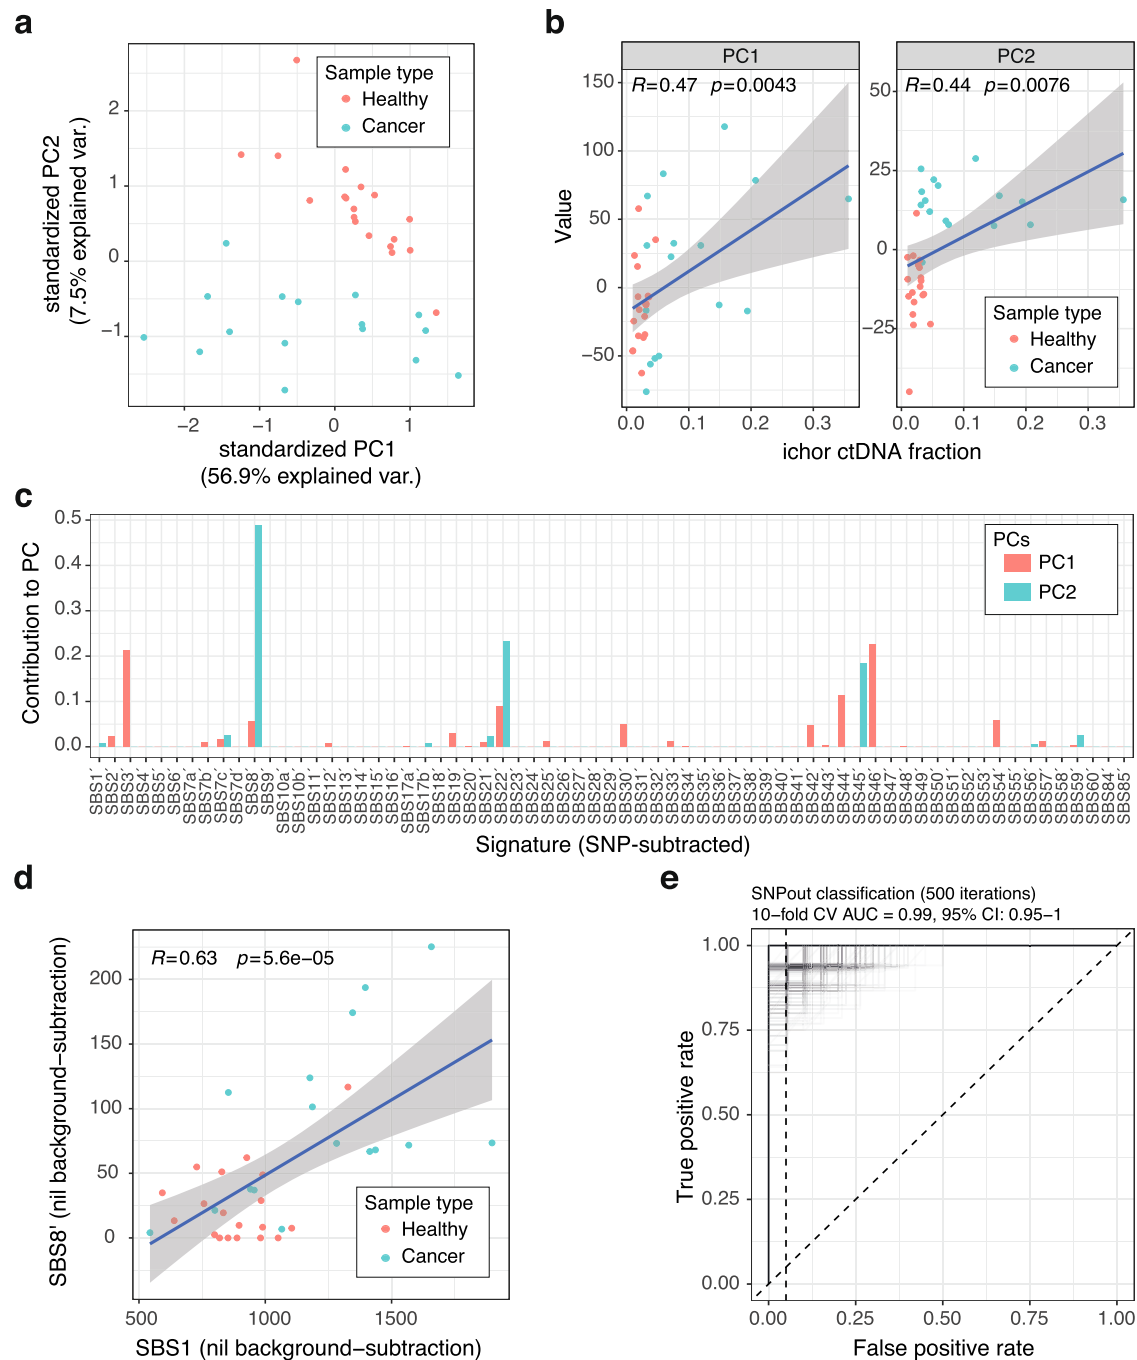 a
standardized PC2
(7.5% explained var.)
2
1
0
−1
Sample type
Healthy
Cancer
−2
−1
0
1
standardized PC1
(56.9% explained var.)
b
PC1
PC2
Value
150
100
50
0
−50
R=0.47 p=0.0043
0.0
0.1
0.2
0.3
50
25
0
−25
R=0.44 p=0.0076
Sample type
Healthy
Cancer
0.0
0.1
0.2
0.3
ichor ctDNA fraction
c
Contribution to PC
0.5
0.4
0.3
0.2
0.1
0.0
PCs
PC1
PC2
SBS1´
SBS2´
SBS3´
SBS4´
SBS5´
SBS6´
SBS7a´
SBS7b´
SBS7c´
SBS7d´
SBS8´
SBS9´
SBS10a´
SBS10b´
SBS11´
SBS12´
SBS13´
SBS14´
SBS15´
SBS16´
SBS17a´
SBS17b´
SBS18´
SBS19´
SBS20´
SBS21´
SBS22´
SBS23´
SBS24´
SBS25´
SBS26´
SBS27´
SBS28´
SBS29´
SBS30´
SBS31´
SBS32´
SBS33´
SBS34´
SBS35´
SBS36´
SBS37´
SBS38´
SBS39´
SBS40´
SBS41´
SBS42´
SBS43´
SBS44´
SBS45´
SBS46´
SBS47´
SBS48´
SBS49´
SBS50´
SBS51´
SBS52´
SBS53´
SBS54´
SBS55´
SBS56´
SBS57´
SBS58´
SBS59´
SBS60´
SBS84´
SBS85´
Signature (SNP-subtracted)
d
SBS8' (nil background−subtraction)
200
150
100
50
0
R=0.63 p=5.6e−05
Sample type
Healthy
Cancer
500
1000
1500
SBS1 (nil background−subtraction)
e
SNPout classification (500 iterations)
10−fold CV AUC = 0.99, 95% CI: 0.95−1
True positive rate
1.00
0.75
0.50
0.25
0.00
0.00
0.25
0.50
0.75
1.00
False positive rate